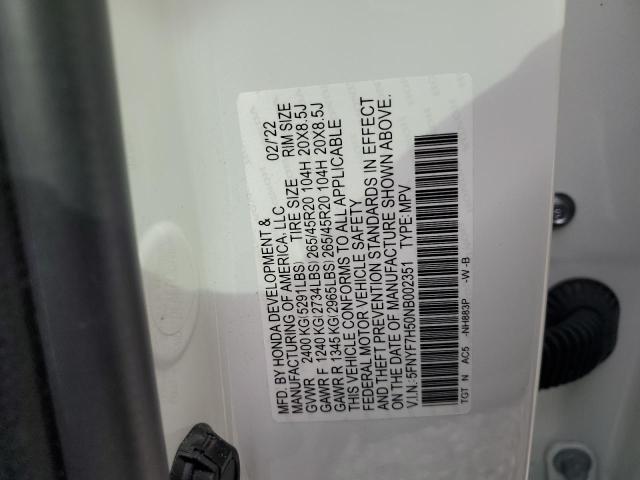 MFD. BY HONDA DEVELOPMENT & 02/'22
MANUFACTURING OF AMERICA, LLC
TIRE SIZE RIM SIZE
GVWR 2400 KG(5291LBS)
GAWR F 1240 KG(2734LBS) 265/45R20 104H 20X8.5J
GAWR R 1345 KG(2965LBS) 265/45R20 104H 20X8.5J
THIS VEHICLE CONFORMS TO ALL APPLICABLE
FEDERAL MOTOR VEHICLE SAFETY
AND THEFT PREVENTION STANDARDS IN EFFECT
ON THE DATE OF MANUFACTURE SHOWN ABOVE.
V.I.N.:5FNYF7H50NB002351 TYPE:MPV
TGT N AC5 -NH883P -W-B